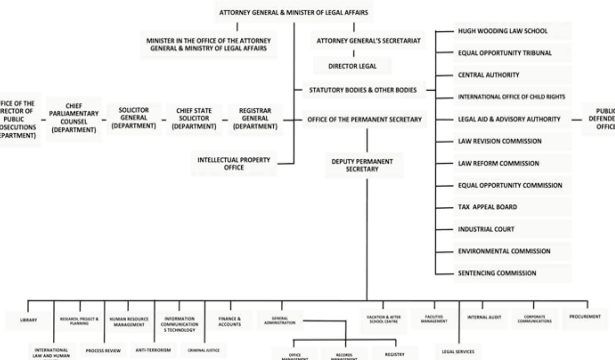 ATTORNEY GENERAL & MINISTER OF LEGAL AFFAIRS
MINISTER IN THE OFFICE OF THE ATTORNEY
GENERAL & MINISTRY OF LEGAL AFFAIRS
ATTORNEY GENERAL'S SECRETARIAT
DIRECTOR LEGAL
STATUTORY BODIES & OTHER BODIES
HUGH WOODING LAW SCHOOL
EQUAL OPPORTUNITY TRIBUNAL
CENTRAL AUTHORITY
INTERNATIONAL OFFICE OF CHILD RIGHTS
LEGAL AID & ADVISORY AUTHORITY
LAW REVISION COMMISSION
LAW REFORM COMMISSION
EQUAL OPPORTUNITY COMMISSION
TAX APPEAL BOARD
INDUSTRIAL COURT
ENVIRONMENTAL COMMISSION
SENTENCING COMMISSION
PUBLIC
DEFENDE
OFFIC
FFICE OF THE
RECTOR OF
PUBLIC
OSECUTIONS
EPARTMENT)
CHIEF
PARLIAMENTARY
COUNSEL
(DEPARTMENT)
SOLICITOR
GENERAL
(DEPARTMENT)
CHIEF STATE
SOLICITOR
(DEPARTMENT)
REGISTRAR
GENERAL
(DEPARTMENT)
OFFICE OF THE PERMANENT SECRETARY
INTELLECTUAL PROPERTY
OFFICE
DEPUTY PERMANENT
SECRETARY
LIBRARY
RESEARCH, PROJECT &
PLANNING
HUMAN RESOURCE
MANAGEMENT
INFORMATION
COMMUNICATION
S TECHNOLOGY
FINANCE &
ACCOUNTS
GENERAL
ADMINISTRATION
VACATION & AFTER
SCHOOL CENTRE
FACILITIES
MANAGEMENT
INTERNAL AUDIT
CORPORATE
COMMUNICATIONS
PROCUREMENT
INTERNATIONAL
LAW AND HUMAN
PROCESS REVIEW
ANTI-TERRORISM
CRIMINAL JUSTICE
OFFICE
MANAGEMENT
RECORDS
MANAGEMENT
REGISTRY
LEGAL SERVICES